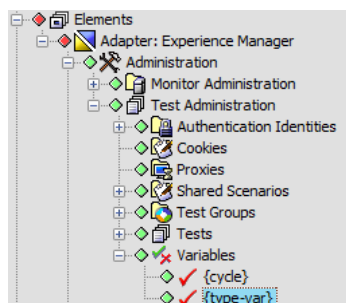 Elements
Adapter: Experience Manager
Administration
Monitor Administration
Test Administration
Authentication Identities
Cookies
Proxies
Shared Scenarios
Test Groups
Tests
Variables
{cycle}
{type-var}